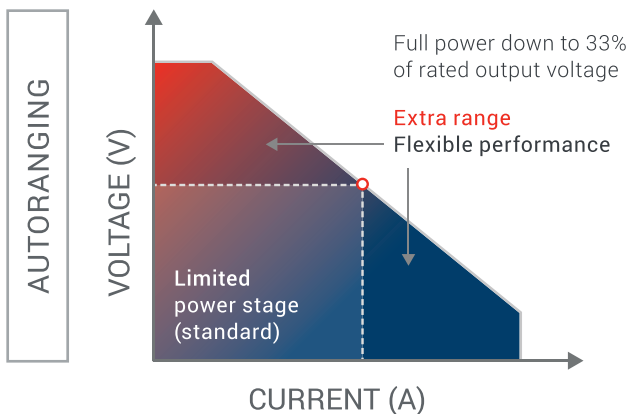 AUTORANGING
VOLTAGE (V)
Full power down to 33%
of rated output voltage
Extra range
Flexible performance
Limited
power stage
(standard)
CURRENT (A)